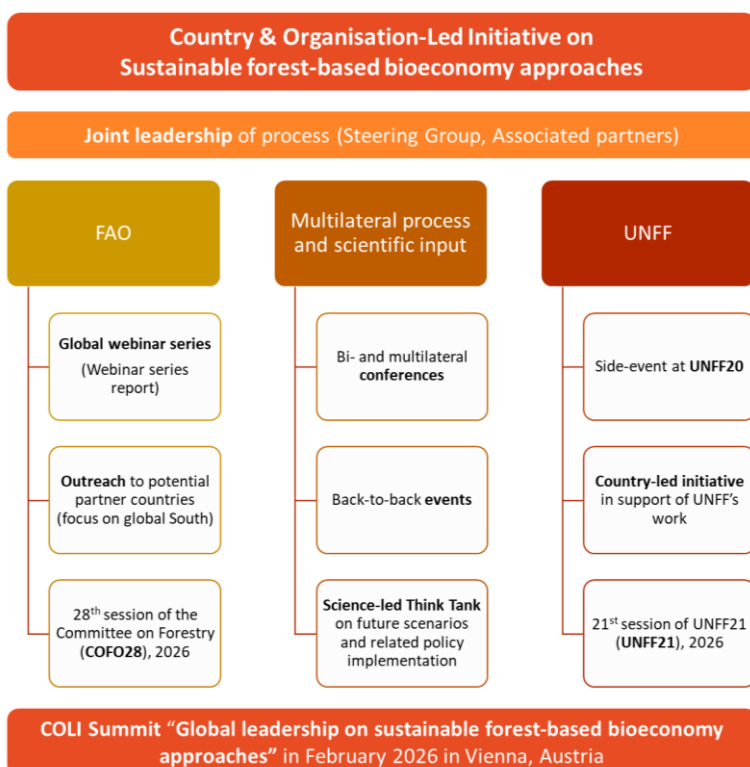 Country & Organisation-Led Initiative on
Sustainable forest-based bioeconomy approaches
Joint leadership of process (Steering Group, Associated partners)
FAO
Global webinar series
(Webinar series
report)
Outreach to potential
partner countries
(focus on global South)
28th session of the
Committee on Forestry
(COFO28), 2026
Multilateral process
and scientific input
Bi- and multilateral
conferences
Back-to-back events
Science-led Think Tank
on future scenarios
and related policy
implementation
UNFF
Side-event at UNFF20
Country-led initiative
in support of UNFF's
work
21st session of UNFF21
(UNFF21), 2026
COLI Summit “Global leadership on sustainable forest-based bioeconomy
approaches” in February 2026 in Vienna, Austria